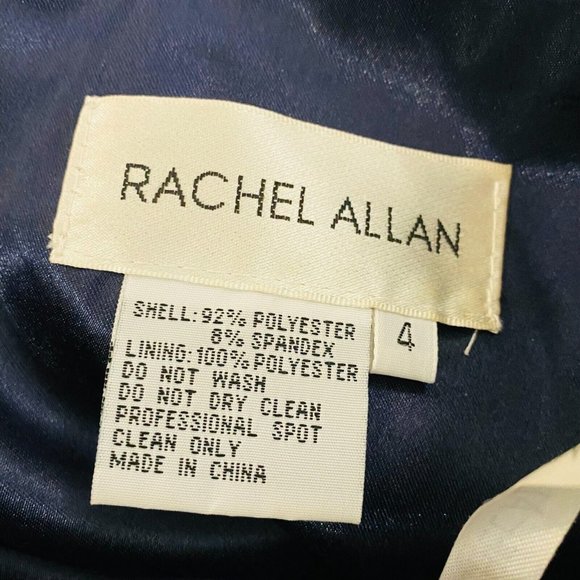 RACHEL ALLAN
4
SHELL: 92% POLYESTER
8% SPANDEX
LINING: 100% POLYESTER
DO NOT WASH
DO NOT DRY CLEAN
PROFESSIONAL SPOT
CLEAN ONLY
MADE IN CHINA